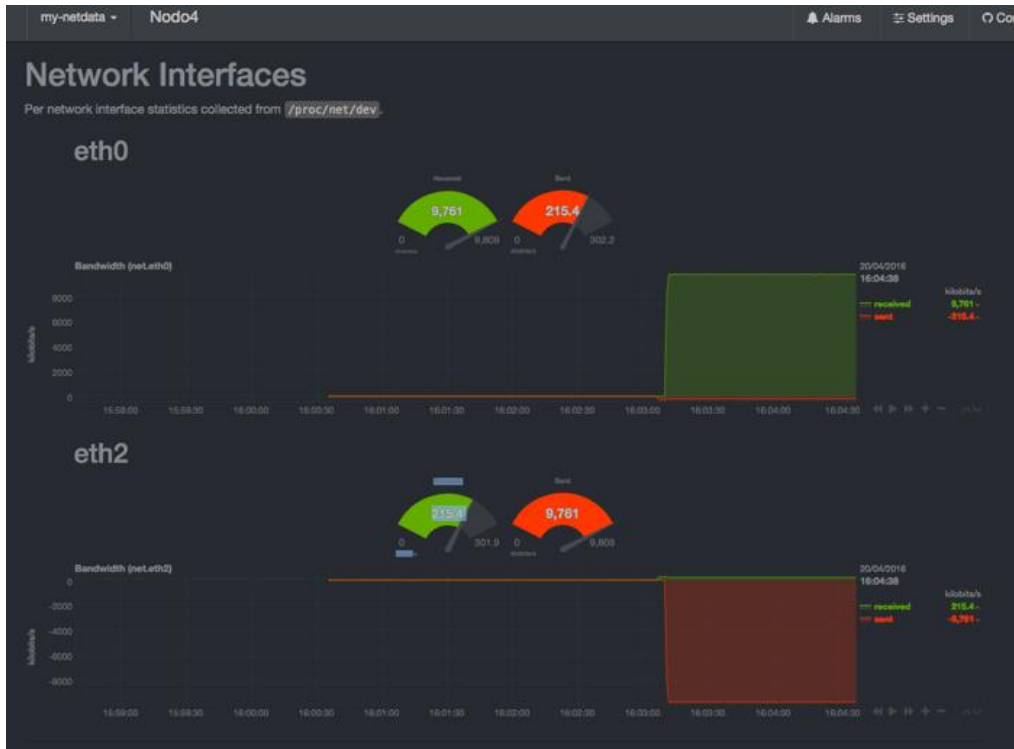 my-netdata Nodo4 Alarms Settings Co
Network Interfaces
Per network interface statistics collected from /proc/net/dev.
eth0
Received Sent
9,761 215.4
0 9,809 0 302.2
kilobits/s kilobits/s
Bandwidth (net.eth0) 20/04/2016
16:04:38
kilobits/s
received 9,761
sent -215.4
8000
6000
4000
2000
0
kilobits/s
15:59:00 15:59:30 16:00:00 16:00:30 16:01:00 16:01:30 16:02:00 16:02:30 16:03:00 16:03:30 16:04:00 16:04:30
eth2
Sent
215.4 9,761
0 301.9 0 9,809
kilobits/s
Bandwidth (net.eth2) 20/04/2016
16:04:38
kilobits/s
received 215.4
sent -9,761
0
-2000
-4000
-6000
-8000
kilobits/s
15:59:00 15:59:30 16:00:00 16:00:30 16:01:00 16:01:30 16:02:00 16:02:30 16:03:00 16:03:30 16:04:00 16:04:30